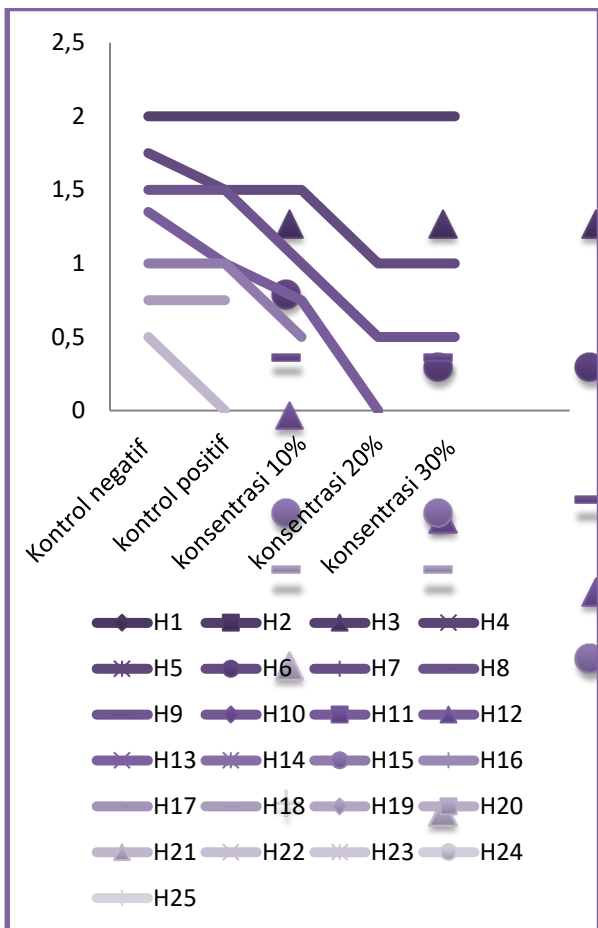 2,5
2
1,5
1
0,5
0
Kontrol negatif
kontrol positif
konsentrasi 10%
konsentrasi 20%
konsentrasi 30%
H1 H2 H3 H4
H5 H6 H7 H8
H9 H10 H11 H12
H13 H14 H15 H16
H17 H18 H19 H20
H21 H22 H23 H24
H25